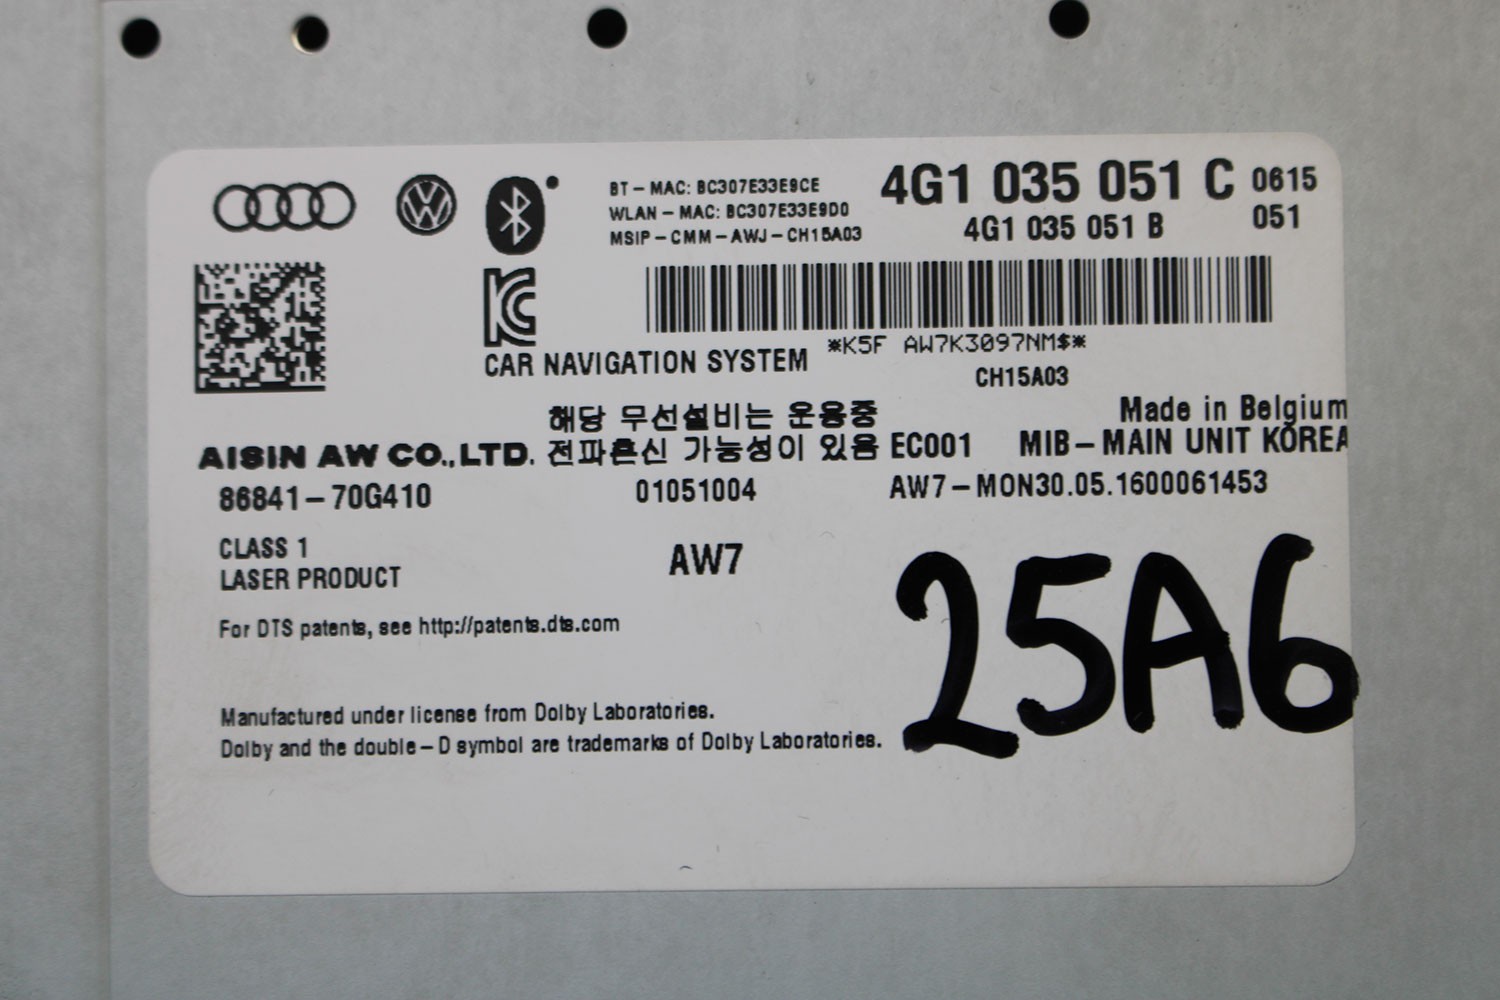 BT-MAC: BC307E33E9CE
WLAN-MAC: BC307E33E9D0
MSIP-CMM-AWJ-CH15A03
4G1 035 051 C 0615
4G1 035 051 B 051
*K5F AW7K3097NM$*
CAR NAVIGATION SYSTEM
CH15A03
해당 무선설비는 운용중
Made in Belgium
AISIN AW CO.,LTD. 전파혼신 가능성이 있음 EC001 MIB-MAIN UNIT KOREA
86841-70G410 01051004 AW7-MON30.05.1600061453
CLASS 1
LASER PRODUCT
AW7
25A6
For DTS patents, see http://patents.dts.com
Manufactured under license from Dolby Laboratories.
Dolby and the double-D symbol are trademarks of Dolby Laboratories.